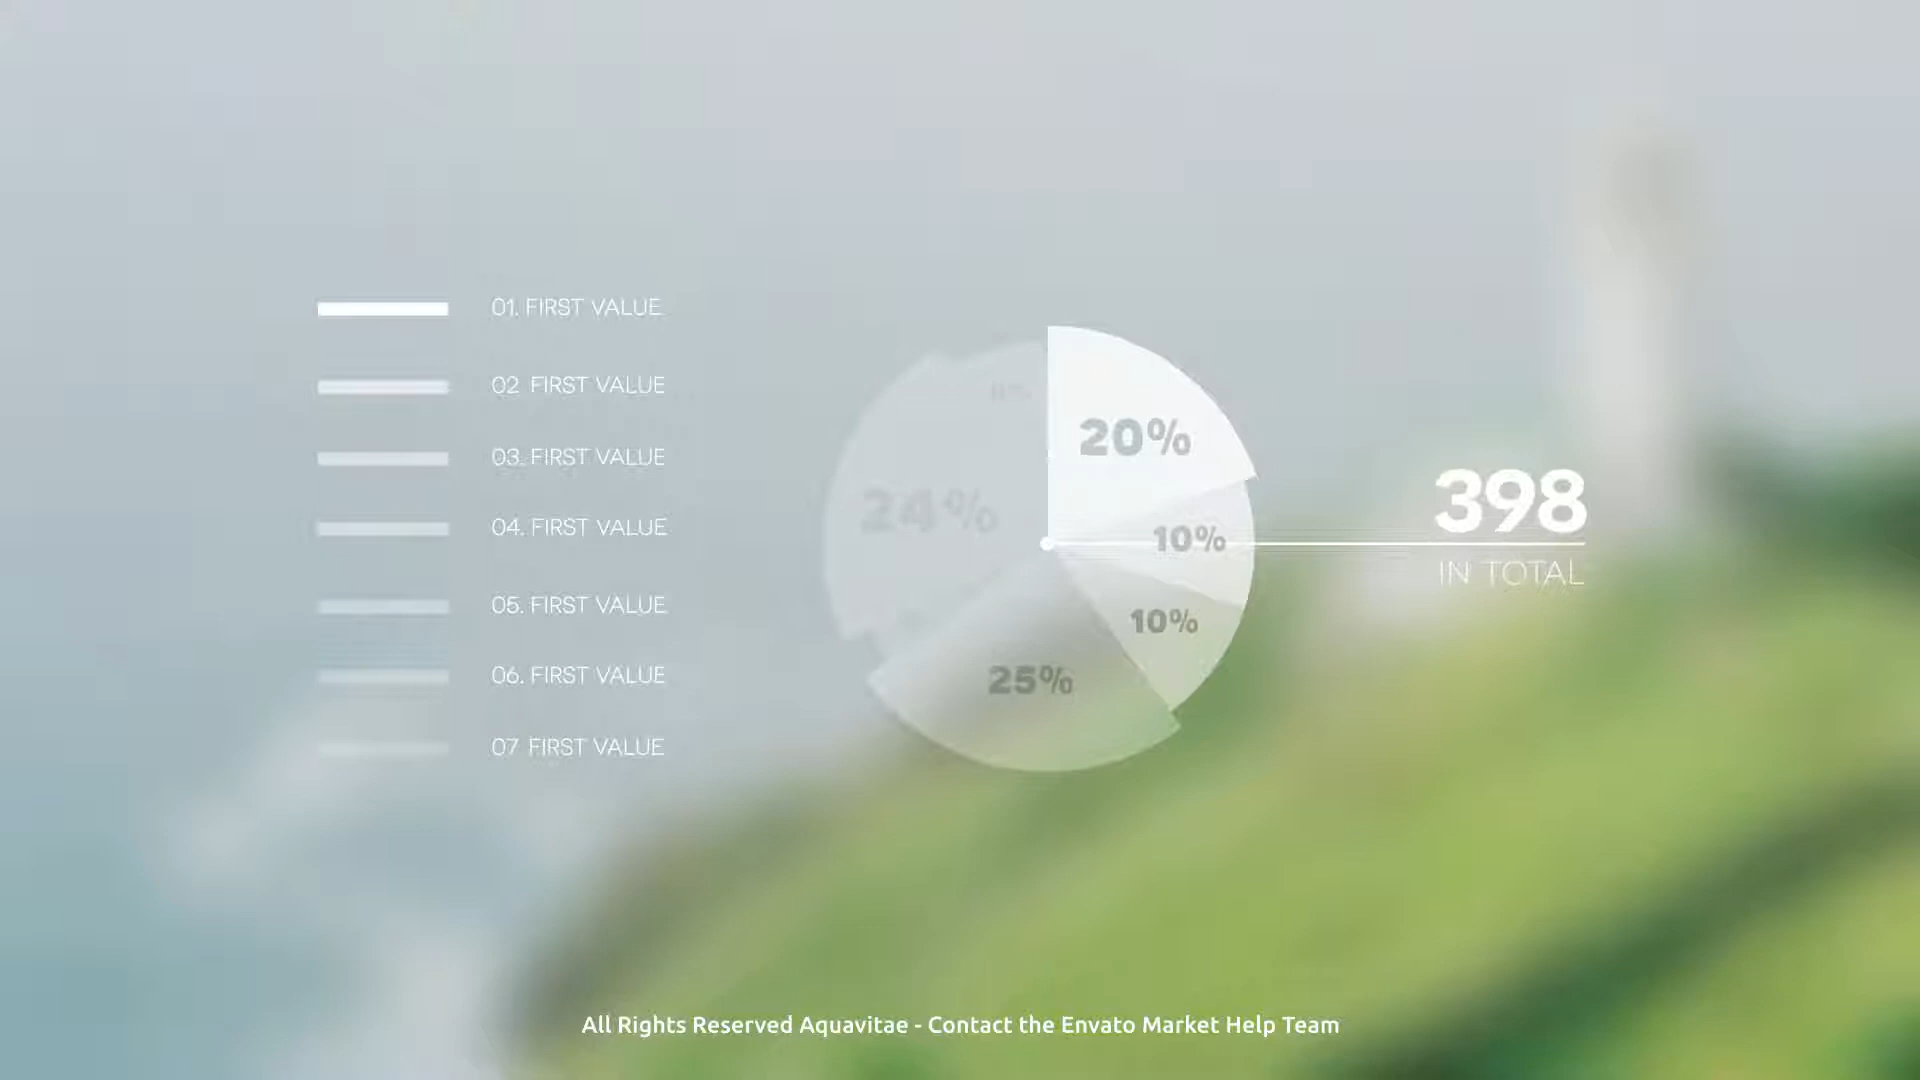 01. FIRST VALUE
02 FIRST VALUE
03. FIRST VALUE
04. FIRST VALUE
05. FIRST VALUE
06. FIRST VALUE
07 FIRST VALUE
20%
24%
10%
10%
25%
398
IN TOTAL
All Rights Reserved Aquavitae - Contact the Envato Market Help Team